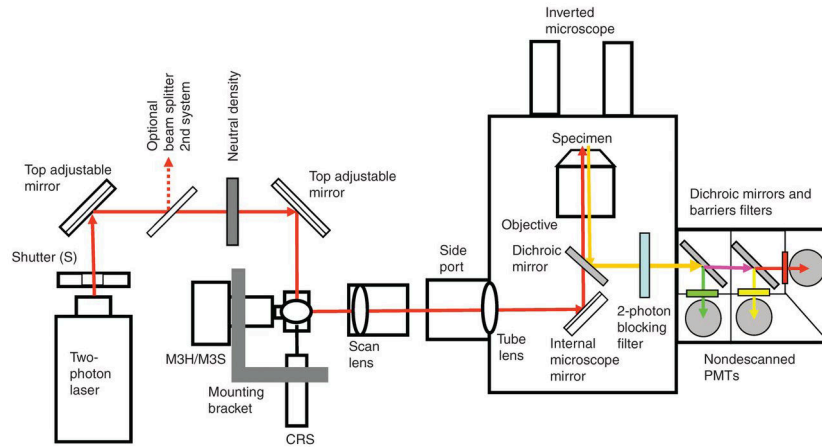 Inverted
microscope
Optional
beam splitter
2nd system
Neutral density
Top adjustable
mirror
Top adjustable
mirror
Specimen
Dichroic mirrors and
barriers filters
Shutter (S)
Side
port
Objective
Dichroic
mirror
Two-
photon
laser
M3H/M3S
Mounting
bracket
CRS
Scan
lens
Tube
lens
Internal
microscope
mirror
2-photon
blocking
filter
Nondescanned
PMTs